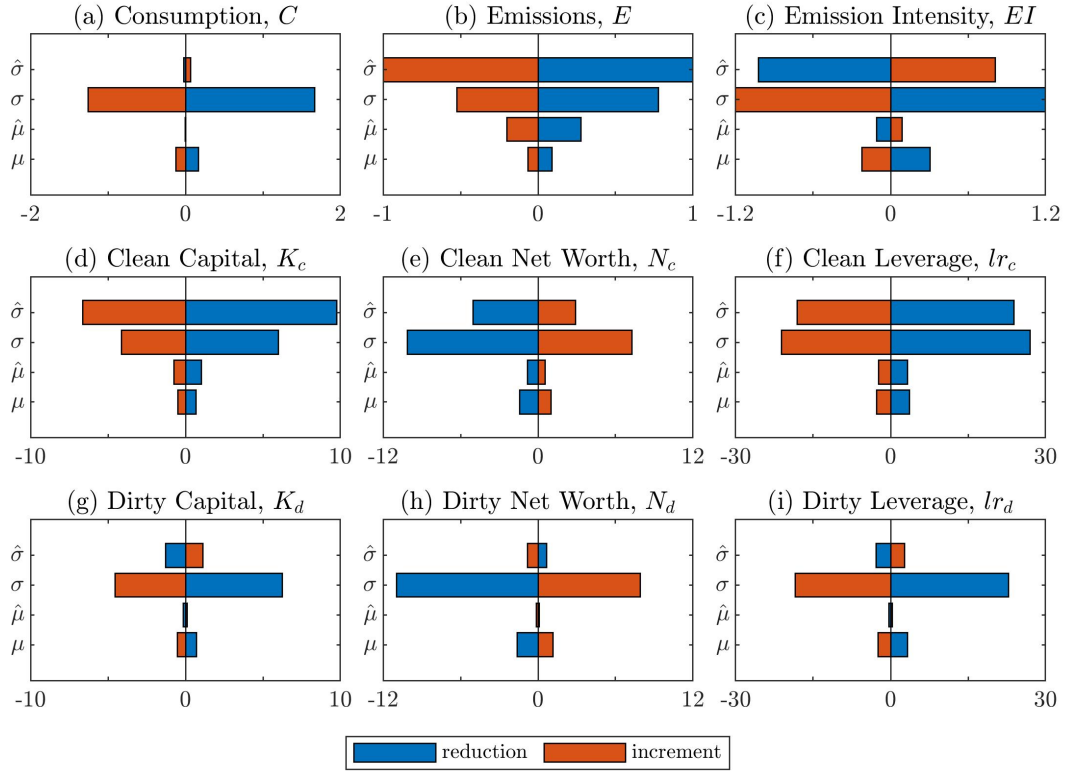 (a) Consumption, C
(b) Emissions, E
(c) Emission Intensity, EI
σ̂
σ
μ̂
μ
-2 0 2
σ̂
σ
μ̂
μ
-1 0 1
σ̂
σ
μ̂
μ
-1.2 0 1.2
(d) Clean Capital, K_c
(e) Clean Net Worth, N_c
(f) Clean Leverage, lr_c
σ̂
σ
μ̂
μ
-10 0 10
σ̂
σ
μ̂
μ
-12 0 12
σ̂
σ
μ̂
μ
-30 0 30
(g) Dirty Capital, K_d
(h) Dirty Net Worth, N_d
(i) Dirty Leverage, lr_d
σ̂
σ
μ̂
μ
-10 0 10
σ̂
σ
μ̂
μ
-12 0 12
σ̂
σ
μ̂
μ
-30 0 30
reduction increment